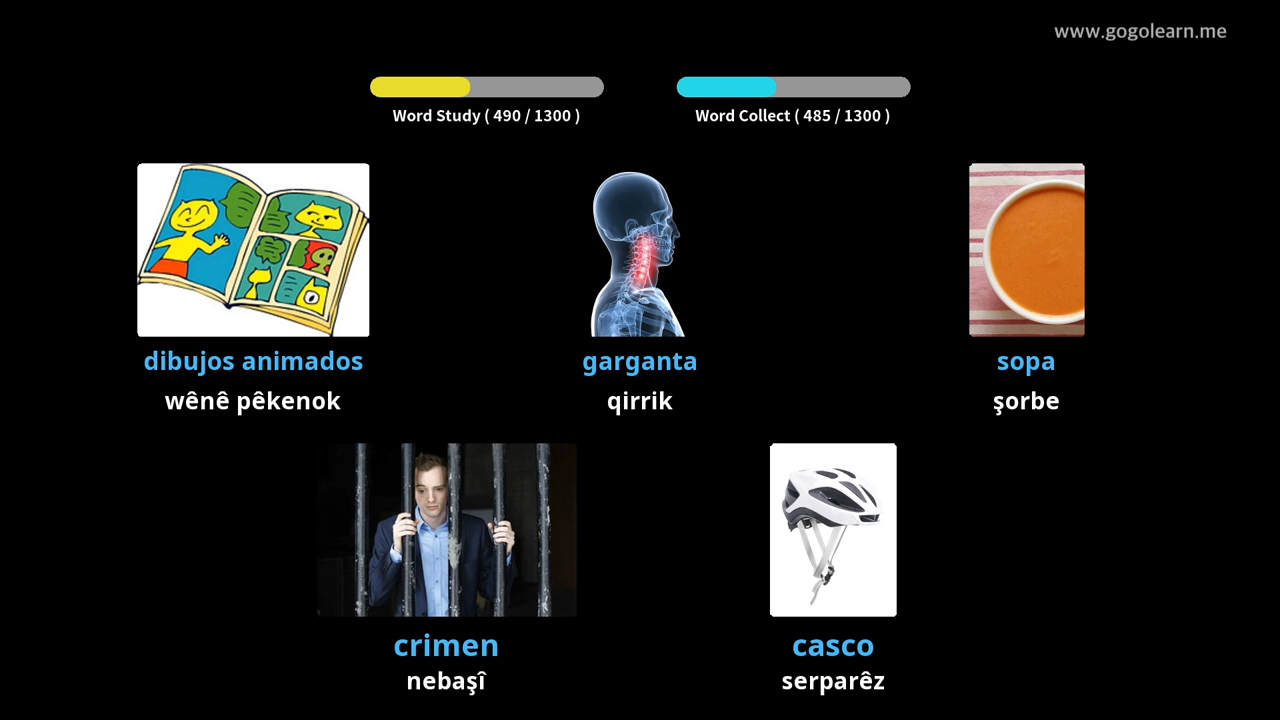 www.gogolearn.me
Word Study ( 490 / 1300 )
Word Collect ( 485 / 1300 )
dibujos animados
garganta
sopa
wênê pêkenok
qirrik
şorbe
crimen
casco
nebaşî
serparêz